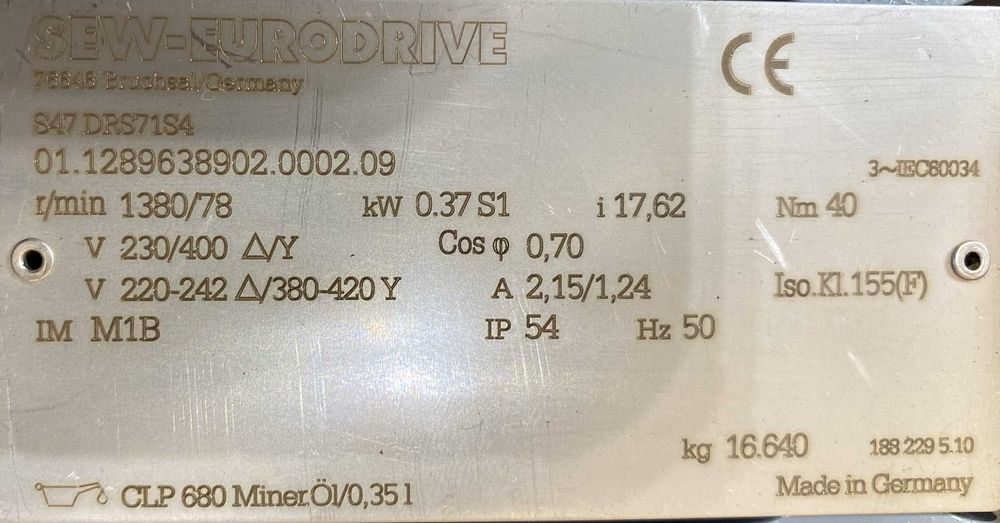 SEW-EURODRIVE
CE
76646 Bruchsal/Germany
S47 DRS71S4
01.1289638902.0002.09
3~IEC60034
r/min 1380/78 kW 0.37 S1 i 17,62 Nm 40
V 230/400 △/Y Cos φ 0,70
V 220-242 △/380-420 Y A 2,15/1,24 Iso.Kl.155(F)
IM M1B IP 54 Hz 50
kg 16.640 188 229 5.10
CLP 680 Miner.Öl/0,35 l Made in Germany